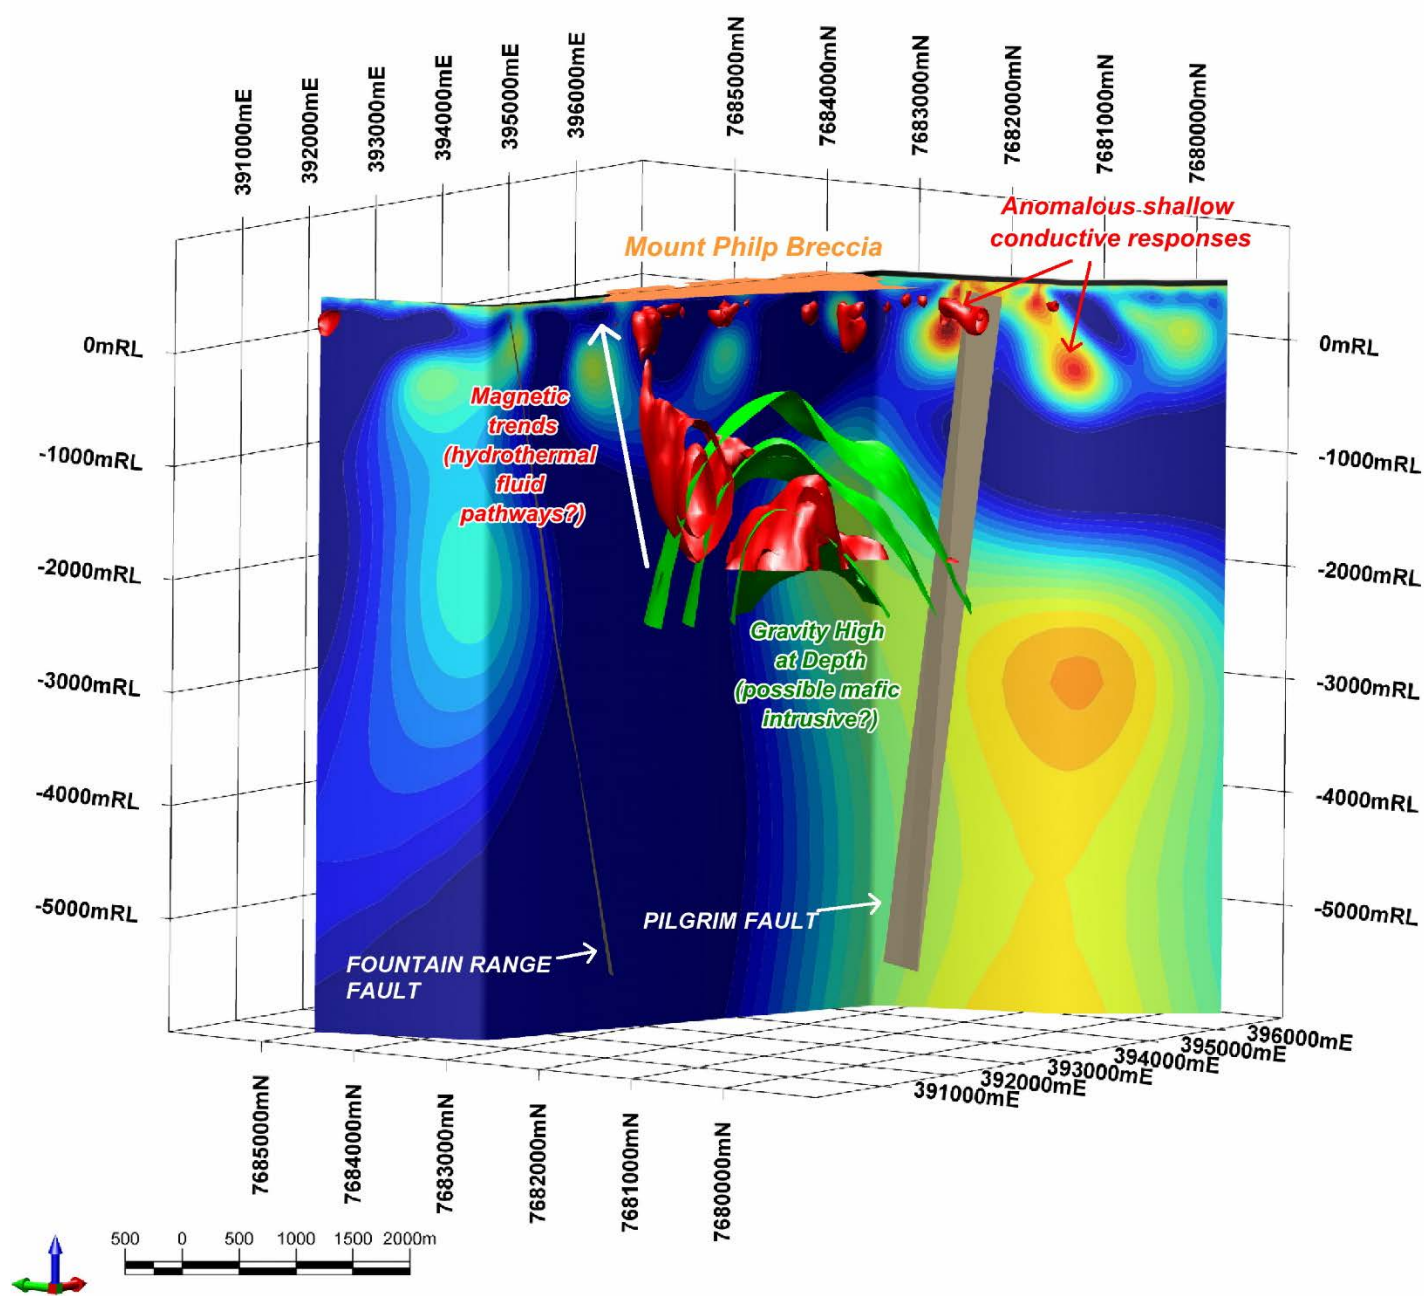 391000mE
392000mE
393000mE
394000mE
395000mE
396000mE
7685000mN
7684000mN
7683000mN
7682000mN
7681000mN
7680000mN
Anomalous shallow
conductive responses
Mount Philp Breccia
0mRL
-1000mRL
-2000mRL
-3000mRL
-4000mRL
-5000mRL
0mRL
-1000mRL
-2000mRL
-3000mRL
-4000mRL
-5000mRL
Magnetic
trends
(hydrothermal
fluid
pathways?)
Gravity High
at Depth
(possible mafic
intrusive?)
PILGRIM FAULT
FOUNTAIN RANGE
FAULT
396000mE
395000mE
394000mE
393000mE
392000mE
391000mE
7685000mN
7684000mN
7683000mN
7682000mN
7681000mN
7680000mN
500 0 500 1000 1500 2000m